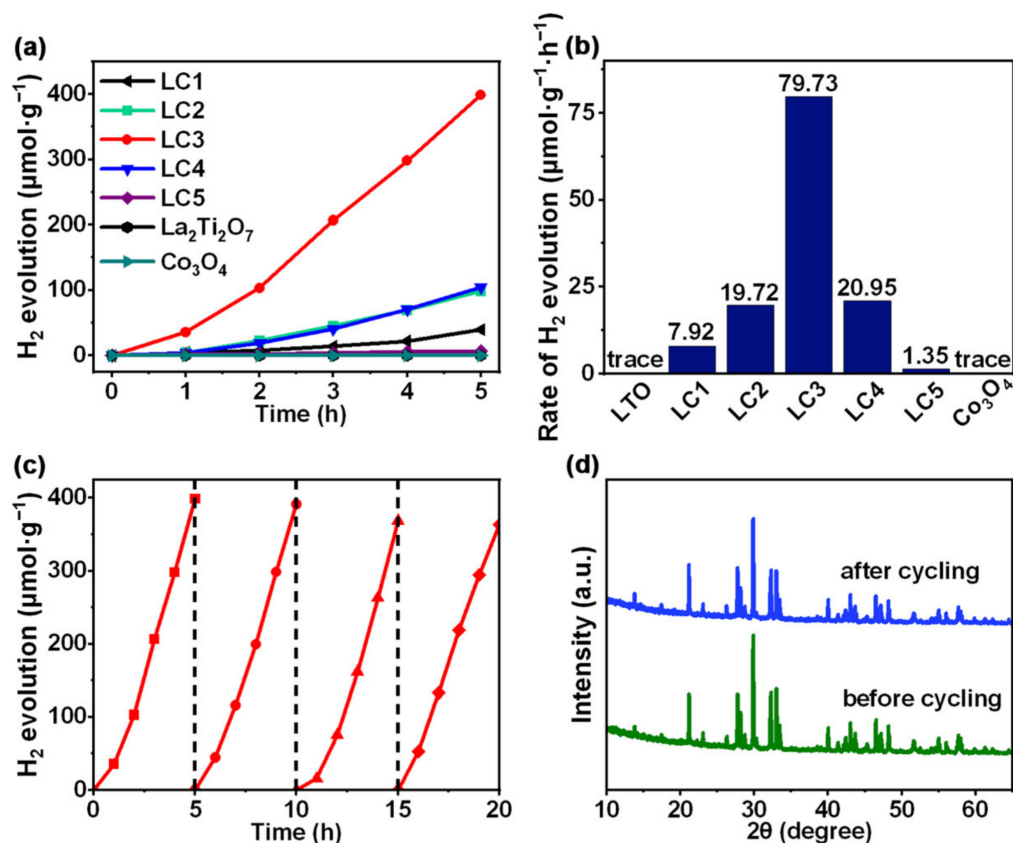 (a)
H₂ evolution (μmol·g⁻¹)
400
300
200
100
0
LC1
LC2
LC3
LC4
LC5
La₂Ti₂O₇
Co₃O₄
0 1 2 3 4 5
Time (h)
(b)
Rate of H₂ evolution (μmol·g⁻¹·h⁻¹)
75
50
25
0
trace
7.92
19.72
79.73
20.95
1.35
trace
LTO LC1 LC2 LC3 LC4 LC5 Co₃O₄
(c)
H₂ evolution (μmol·g⁻¹)
400
300
200
100
0
0 5 10 15 20
Time (h)
(d)
Intensity (a.u.)
after cycling
before cycling
10 20 30 40 50 60
2θ (degree)